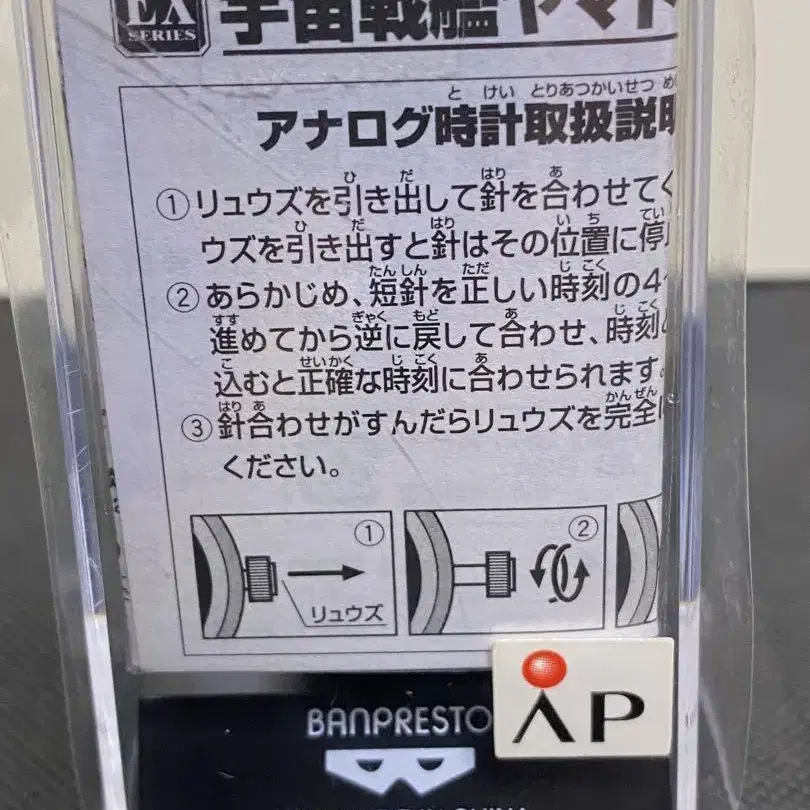 EX
SERIES
宇宙戦艦ヤマト
と けい とりあつかいせつ め
アナログ時計取扱説明
ひ だ はり あ
①リュウズを引き出して針を合わせてく
ひ だ はり い ち てい
ウズを引き出すと針はその位置に停
たんしん ただ じ こく
②あらかじめ、短針を正しい時刻の4
すす ぎゃく もど あ じ こく
進めてから逆に戻して合わせ、時刻
こ せいかく じ こく あ
込むと正確な時刻に合わせられます。
はり あ かんぜん
③針合わせがすんだらリュウズを完全に
ください。
① ②
リュウズ
AP
BANPRESTO